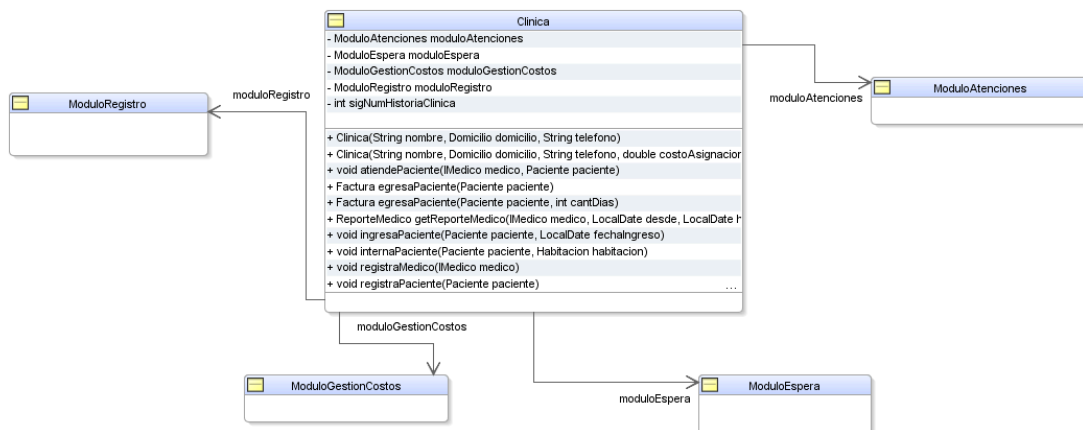 Clinica
- ModuloAtenciones moduloAtenciones
- ModuloEspera moduloEspera
- ModuloGestionCostos moduloGestionCostos
- ModuloRegistro moduloRegistro
- int sigNumHistoriaClinica
+ Clinica(String nombre, Domicilio domicilio, String telefono)
+ Clinica(String nombre, Domicilio domicilio, String telefono, double costoAsignacion
+ void atiendePaciente(IMedico medico, Paciente paciente)
+ Factura egresaPaciente(Paciente paciente)
+ Factura egresaPaciente(Paciente paciente, int cantDias)
+ ReporteMedico getReporteMedico(IMedico medico, LocalDate desde, LocalDate h
+ void ingresaPaciente(Paciente paciente, LocalDate fechaIngreso)
+ void internaPaciente(Paciente paciente, Habitacion habitacion)
+ void registraMedico(IMedico medico)
+ void registraPaciente(Paciente paciente) ...
moduloRegistro
ModuloRegistro
moduloAtenciones
ModuloAtenciones
moduloGestionCostos
ModuloGestionCostos
moduloEspera
ModuloEspera